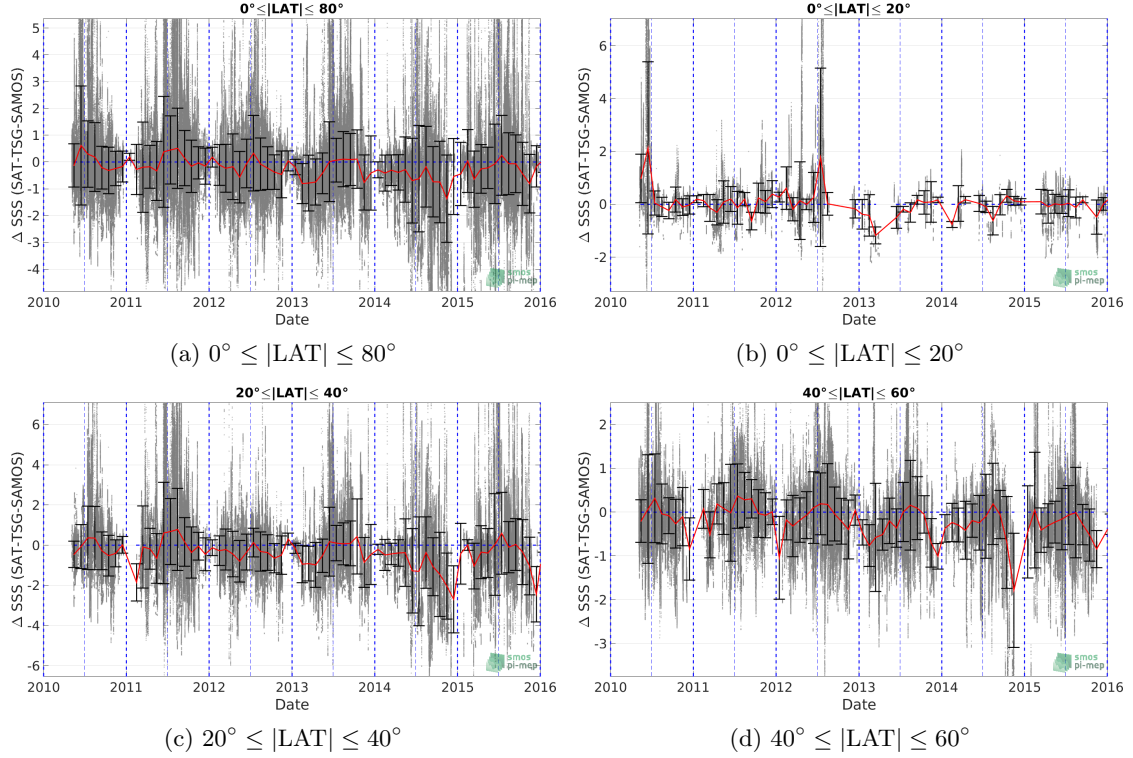 0°≤|LAT|≤ 80°
Δ SSS (SAT-TSG-SAMOS)
5
4
3
2
1
0
-1
-2
-3
-4
2010 2011 2012 2013 2014 2015 2016
Date
smos
pi-mep
(a) 0° ≤ |LAT| ≤ 80°
0°≤|LAT|≤ 20°
Δ SSS (SAT-TSG-SAMOS)
6
4
2
0
-2
2010 2011 2012 2013 2014 2015 2016
Date
smos
pi-mep
(b) 0° ≤ |LAT| ≤ 20°
20°≤|LAT|≤ 40°
Δ SSS (SAT-TSG-SAMOS)
6
4
2
0
-2
-4
-6
2010 2011 2012 2013 2014 2015 2016
Date
smos
pi-mep
(c) 20° ≤ |LAT| ≤ 40°
40°≤|LAT|≤ 60°
Δ SSS (SAT-TSG-SAMOS)
2
1
0
-1
-2
-3
2010 2011 2012 2013 2014 2015 2016
Date
smos
pi-mep
(d) 40° ≤ |LAT| ≤ 60°